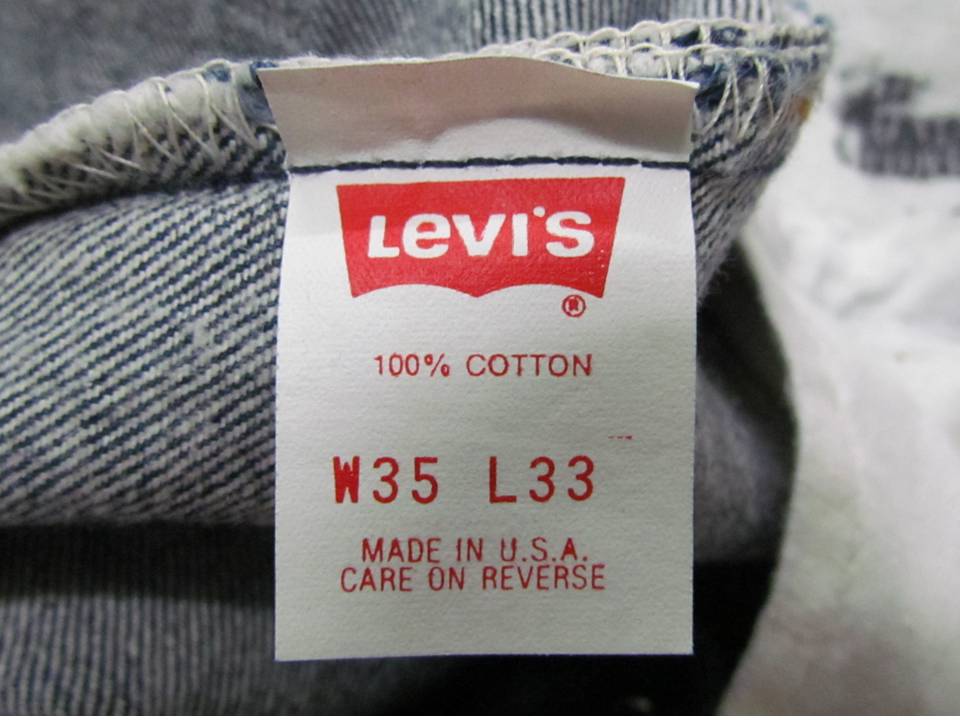 LEVI'S
®
100% COTTON
W35 L33
MADE IN U.S.A.
CARE ON REVERSE